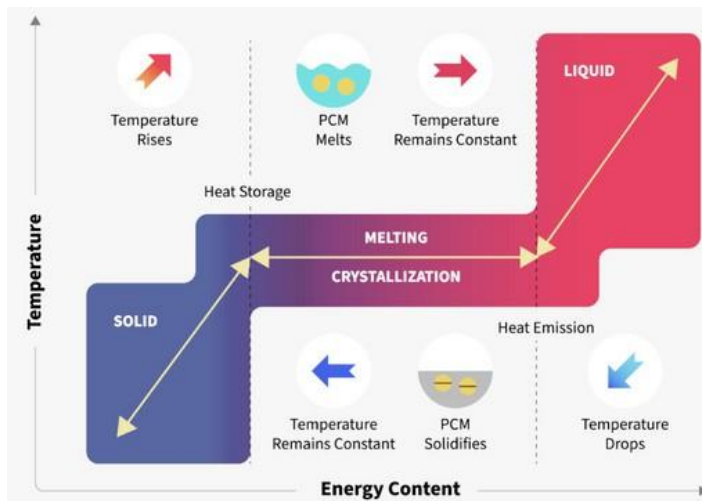 Temperature
Rises
PCM
Melts
Temperature
Remains Constant
LIQUID
Heat Storage
MELTING
CRYSTALLIZATION
SOLID
Heat Emission
Temperature
Remains Constant
PCM
Solidifies
Temperature
Drops
Temperature
Energy Content